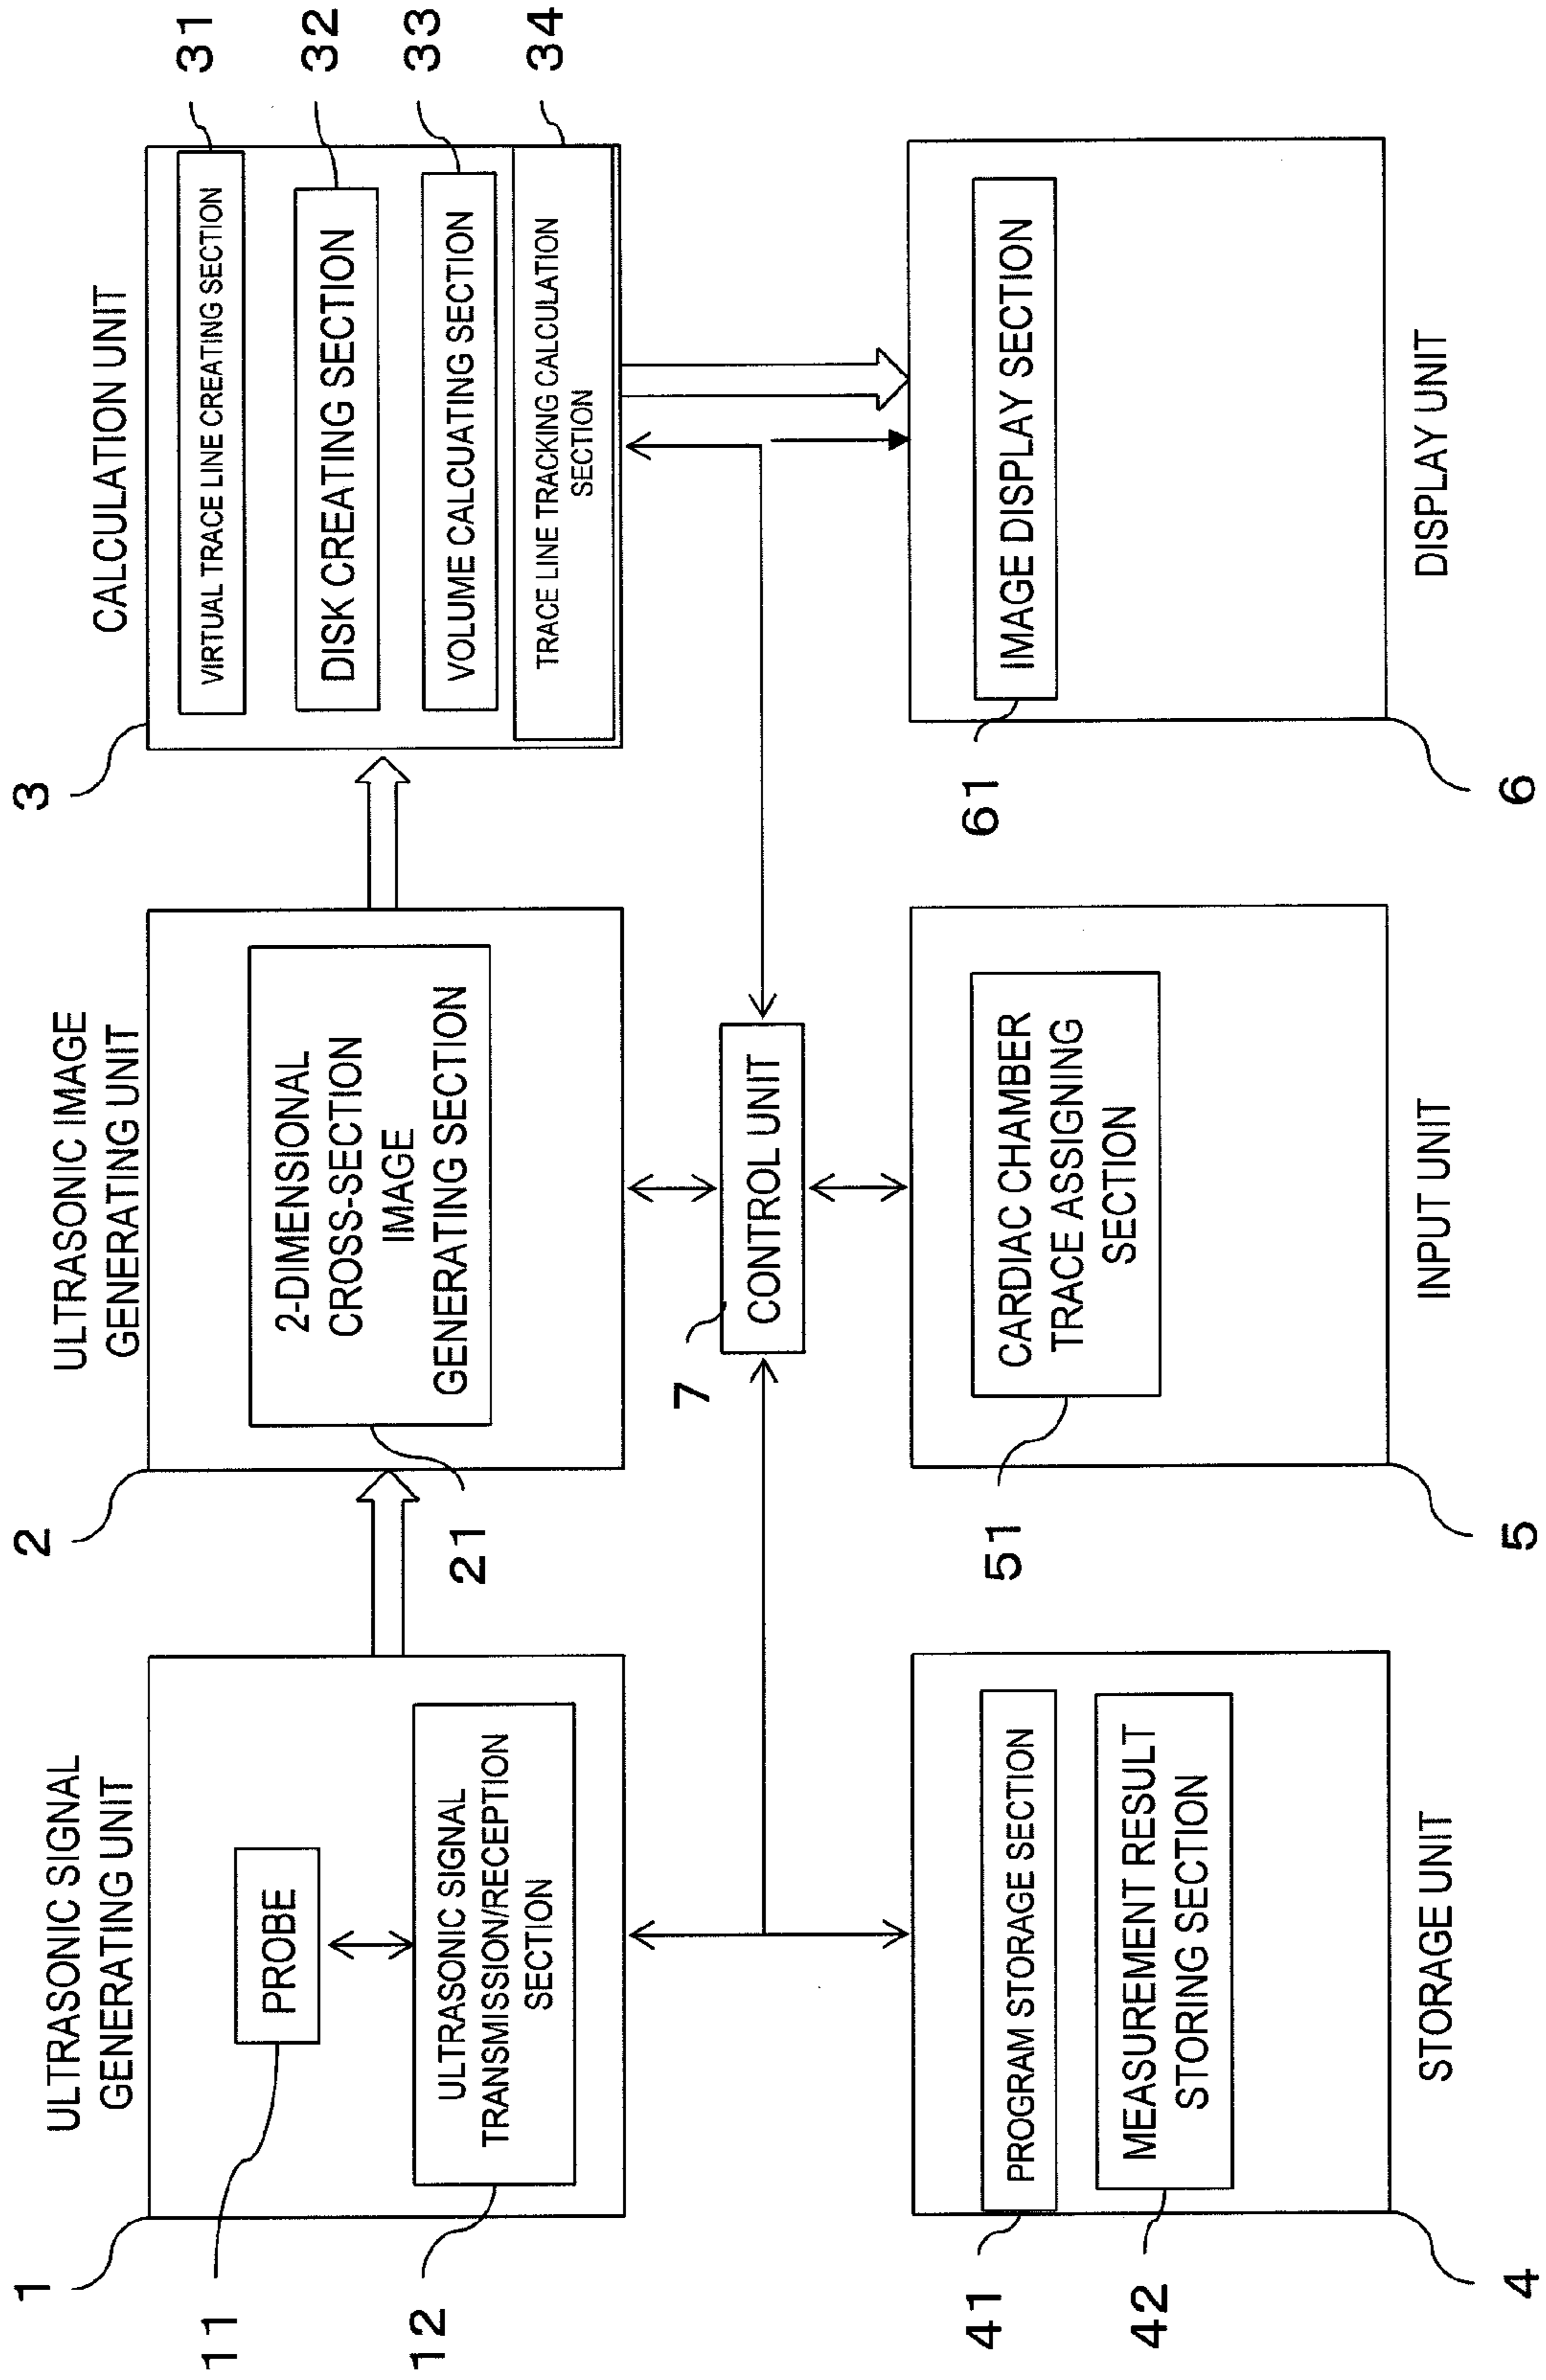 ULTRASONIC SIGNAL
GENERATING UNIT
1
PROBE
11
ULTRASONIC SIGNAL
TRANSMISSION/RECEPTION
SECTION
12
ULTRASONIC IMAGE
GENERATING UNIT
2
2-DIMENSIONAL
CROSS-SECTION
IMAGE
GENERATING SECTION
21
CALCULATION UNIT
3
VIRTUAL TRACE LINE CREATING SECTION
31
DISK CREATING SECTION
32
VOLUME CALCUATING SECTION
33
TRACE LINE TRACKING CALCULATION
SECTION
34
7
CONTROL UNIT
PROGRAM STORAGE SECTION
41
MEASUREMENT RESULT
STORING SECTION
42
STORAGE UNIT
4
CARDIAC CHAMBER
TRACE ASSIGNING
SECTION
51
INPUT UNIT
5
IMAGE DISPLAY SECTION
61
DISPLAY UNIT
6